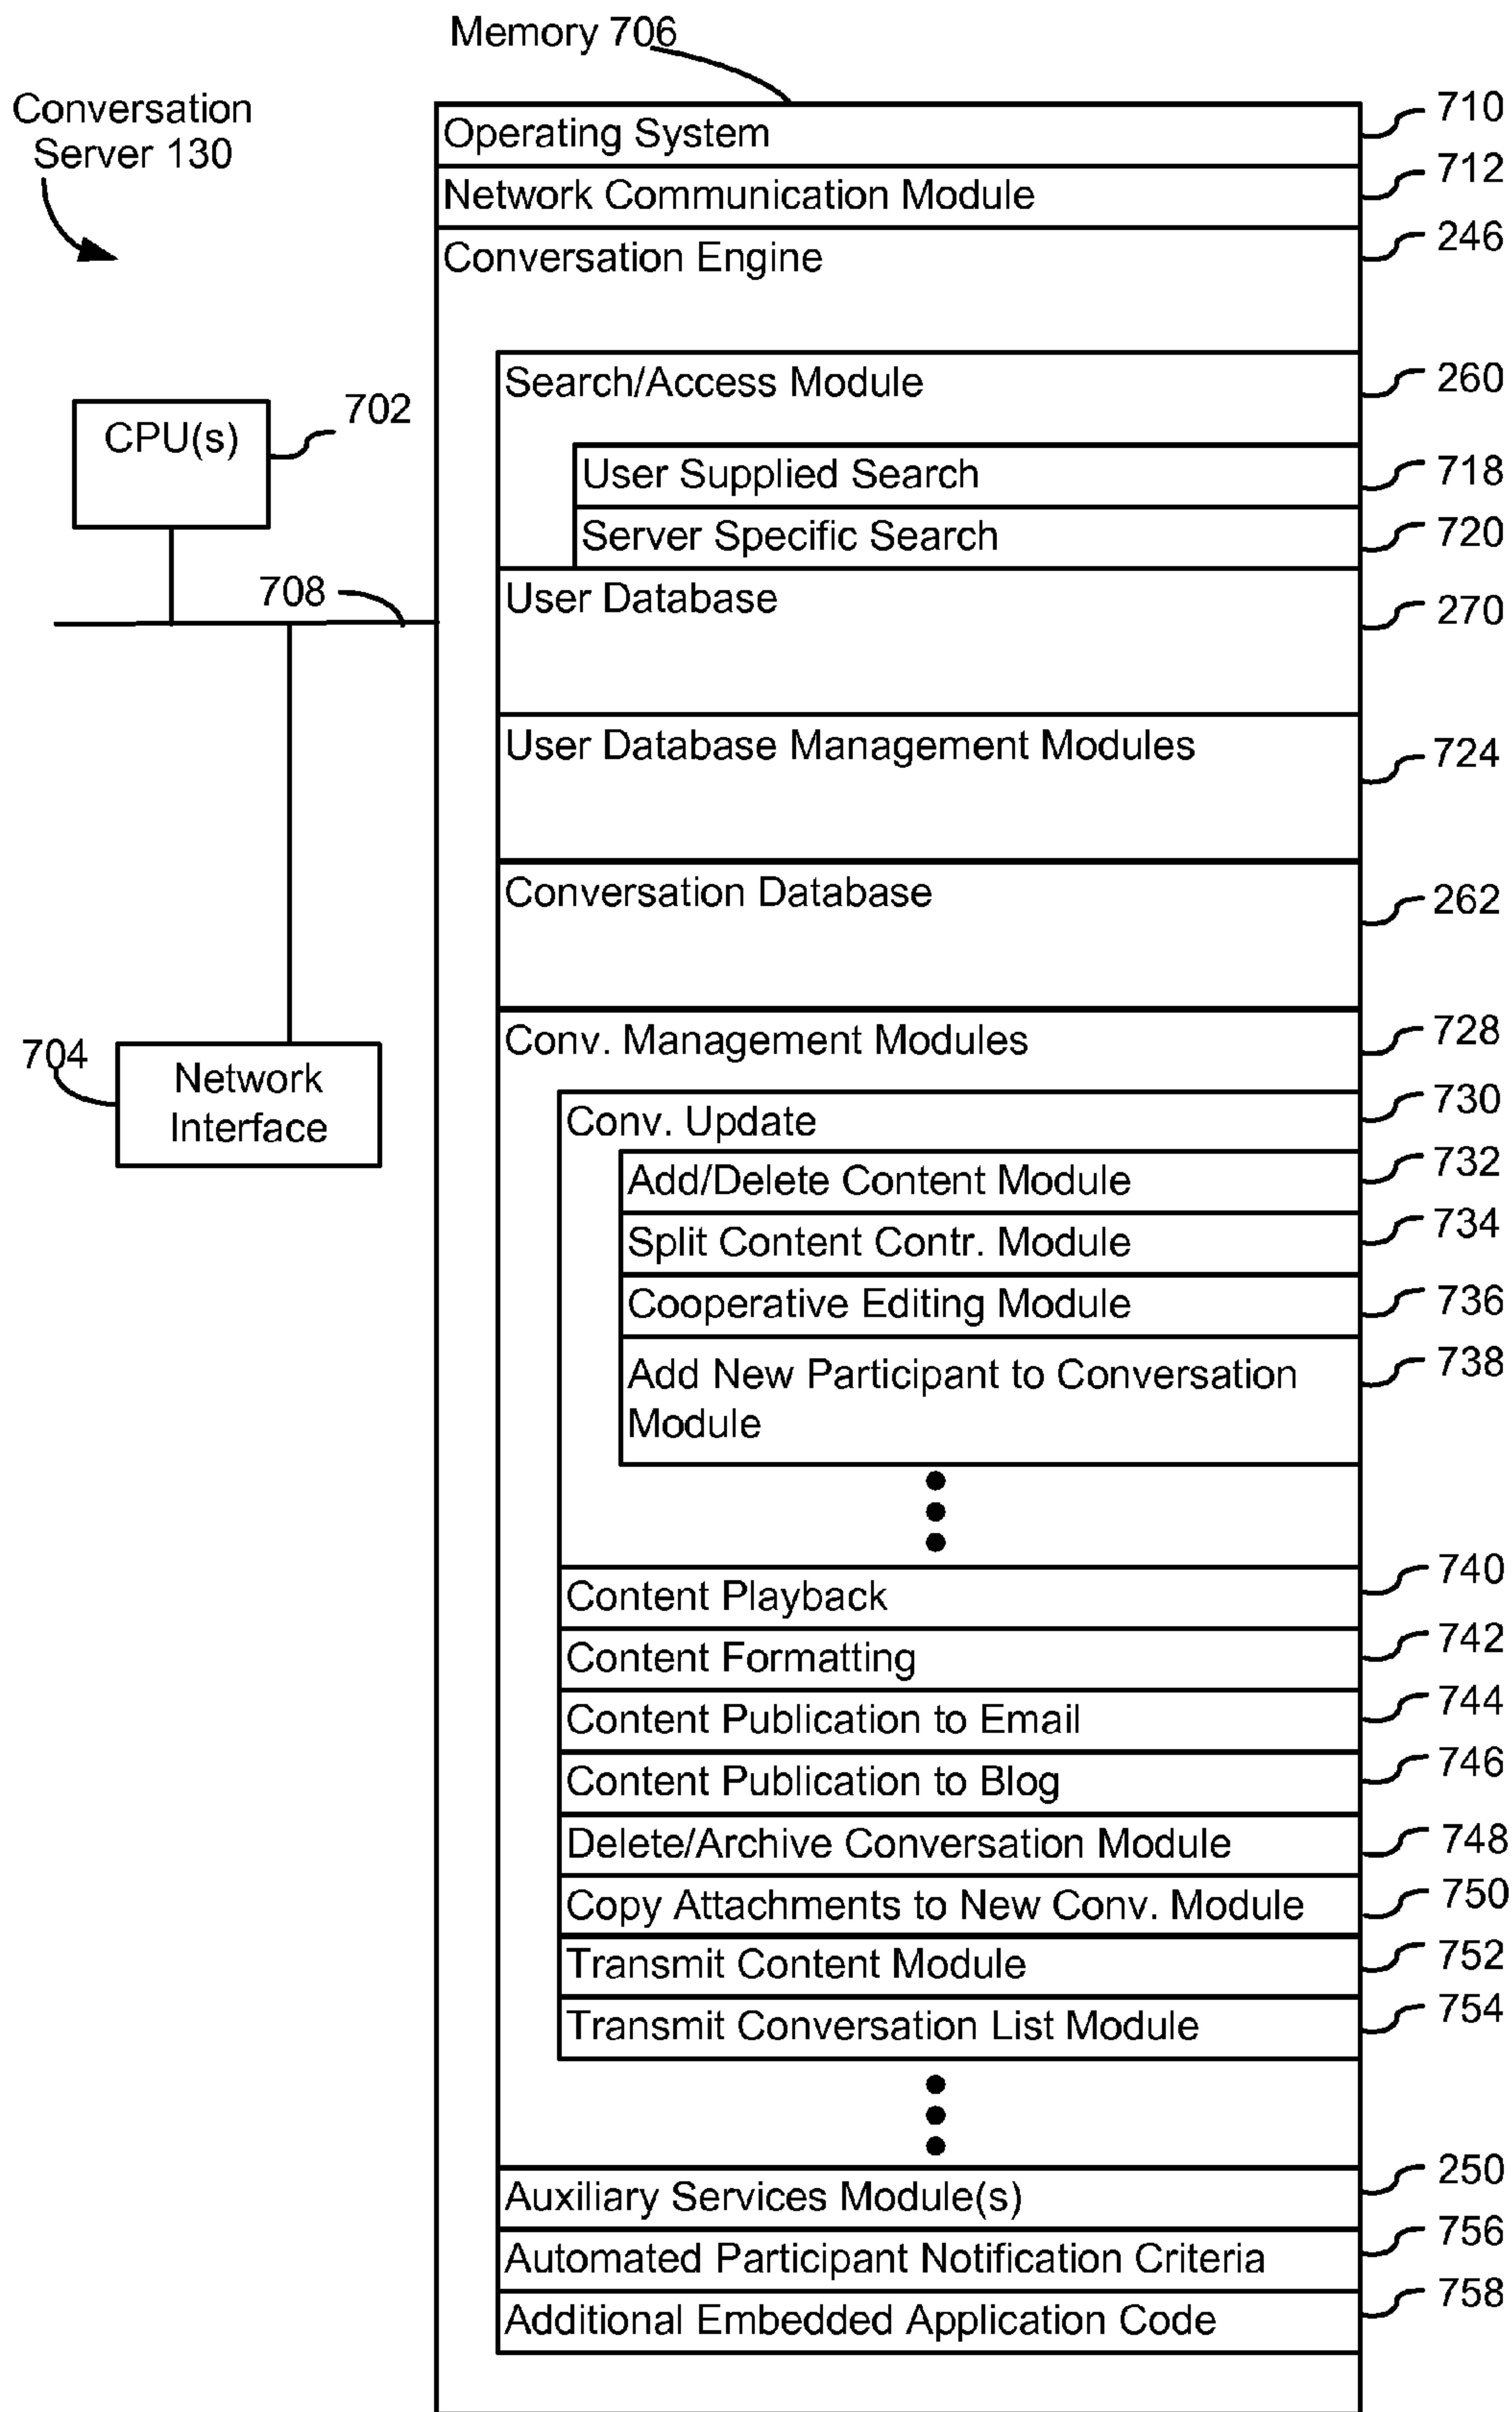 Memory 706
Conversation
Server 130
Operating System
710
Network Communication Module
712
Conversation Engine
246
Search/Access Module
260
CPU(s)
702
User Supplied Search
718
Server Specific Search
720
708
User Database
270
User Database Management Modules
724
Conversation Database
262
Conv. Management Modules
728
704
Network
Interface
Conv. Update
730
Add/Delete Content Module
732
Split Content Contr. Module
734
Cooperative Editing Module
736
Add New Participant to Conversation
Module
738
Content Playback
740
Content Formatting
742
Content Publication to Email
744
Content Publication to Blog
746
Delete/Archive Conversation Module
748
Copy Attachments to New Conv. Module
750
Transmit Content Module
752
Transmit Conversation List Module
754
Auxiliary Services Module(s)
250
Automated Participant Notification Criteria
756
Additional Embedded Application Code
758